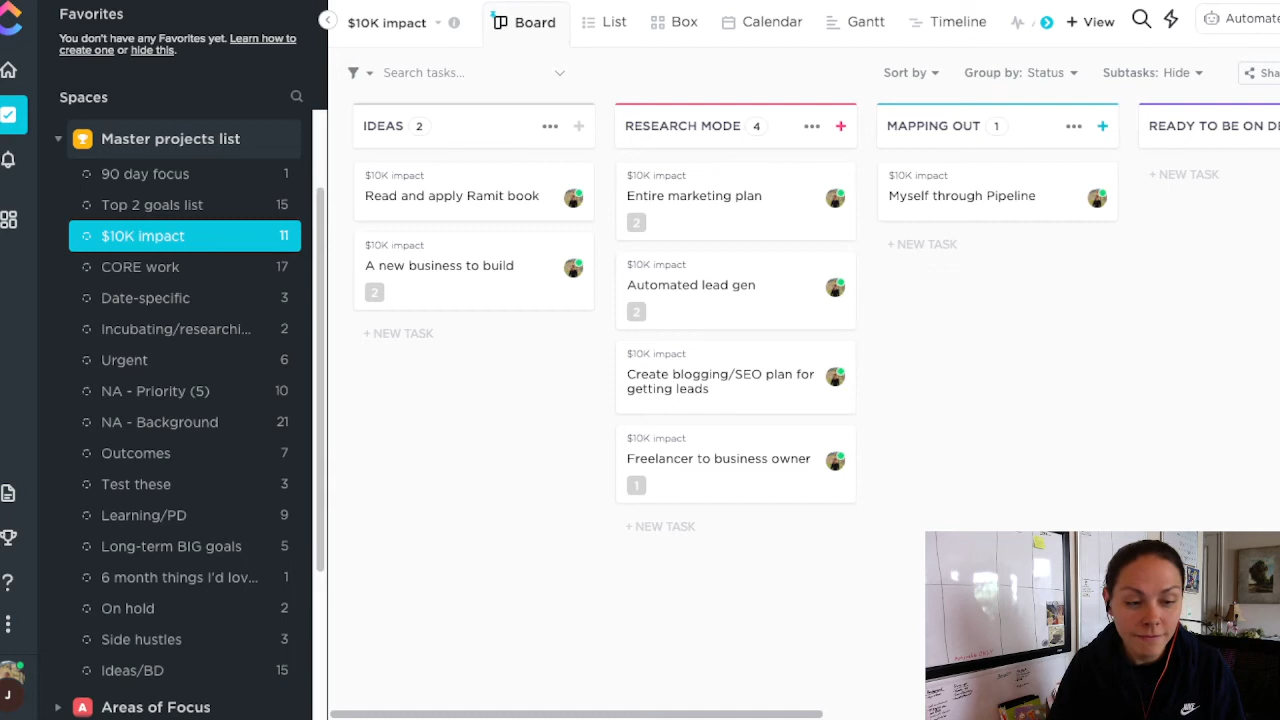 Favorites
You don't have any Favorites yet. Learn how to
create one or hide this.
Spaces
Master projects list
90 day focus 1
Top 2 goals list 15
$10K impact 11
CORE work 17
Date-specific 3
Incubating/researchi... 2
Urgent 6
NA - Priority (5) 10
NA - Background 21
Outcomes 7
Test these 3
Learning/PD 9
Long-term BIG goals 5
6 month things I'd lov... 1
On hold 2
Side hustles 3
Ideas/BD 15
A Areas of Focus
J
$10K impact
Board
List
Box
Calendar
Gantt
Timeline
+ View
Automate
Search tasks...
Sort by
Group by: Status
Subtasks: Hide
Sha
IDEAS 2
$10K impact
Read and apply Ramit book
$10K impact
A new business to build
2
+ NEW TASK
RESEARCH MODE 4
$10K impact
Entire marketing plan
2
$10K impact
Automated lead gen
2
$10K impact
Create blogging/SEO plan for
getting leads
$10K impact
Freelancer to business owner
1
+ NEW TASK
MAPPING OUT 1
$10K impact
Myself through Pipeline
+ NEW TASK
READY TO BE ON DE
+ NEW TASK